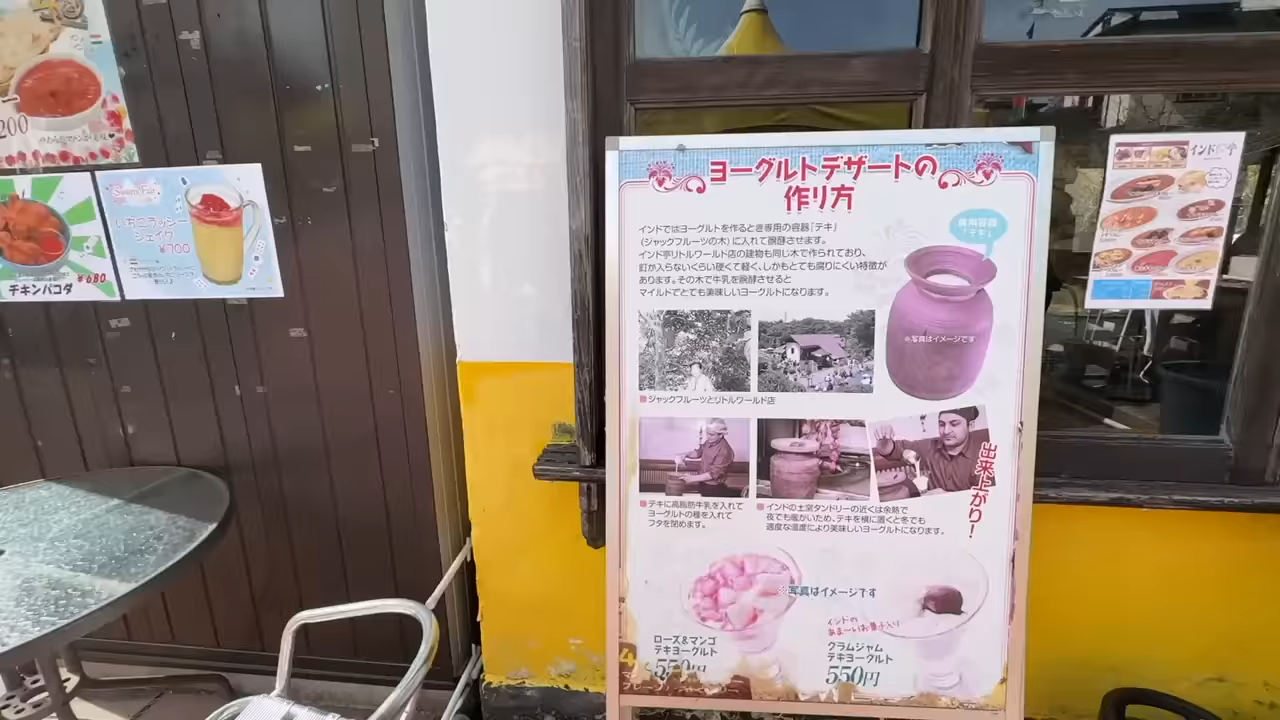 200
チキンパコダ
¥680
Sweets Fair
いちごラッシー
シェイク
¥700
ヨーグルトデザートの
作り方
インドではヨーグルトを作るとき専用の容器「テキ」
(ジャックフルーツの木)に入れて醗酵させます。
インド亭リトルワールド店の建物も同じ木で作られており、
釘が入らないくらい硬くて軽く、しかもとても腐りにくい特徴が
あります。その木で牛乳を醗酵させると
マイルドでとても美味しいヨーグルトになります。
専用容器
「テキ」
※写真はイメージです
ジャックフルーツとリトルワールド店
テキに高脂肪牛乳を入れて
ヨーグルトの種を入れて
フタを閉めます。
インドの土窯タンドリーの近くは余熱で
夜でも暖かいため、テキを横に置くと冬でも
適度な温度により美味しいヨーグルトになります。
出来上がり!
※写真はイメージです
ローズ&マンゴ
テキヨーグルト
550円
インドの
あま〜いお菓子入り
クラムジャム
テキヨーグルト
550円
インド